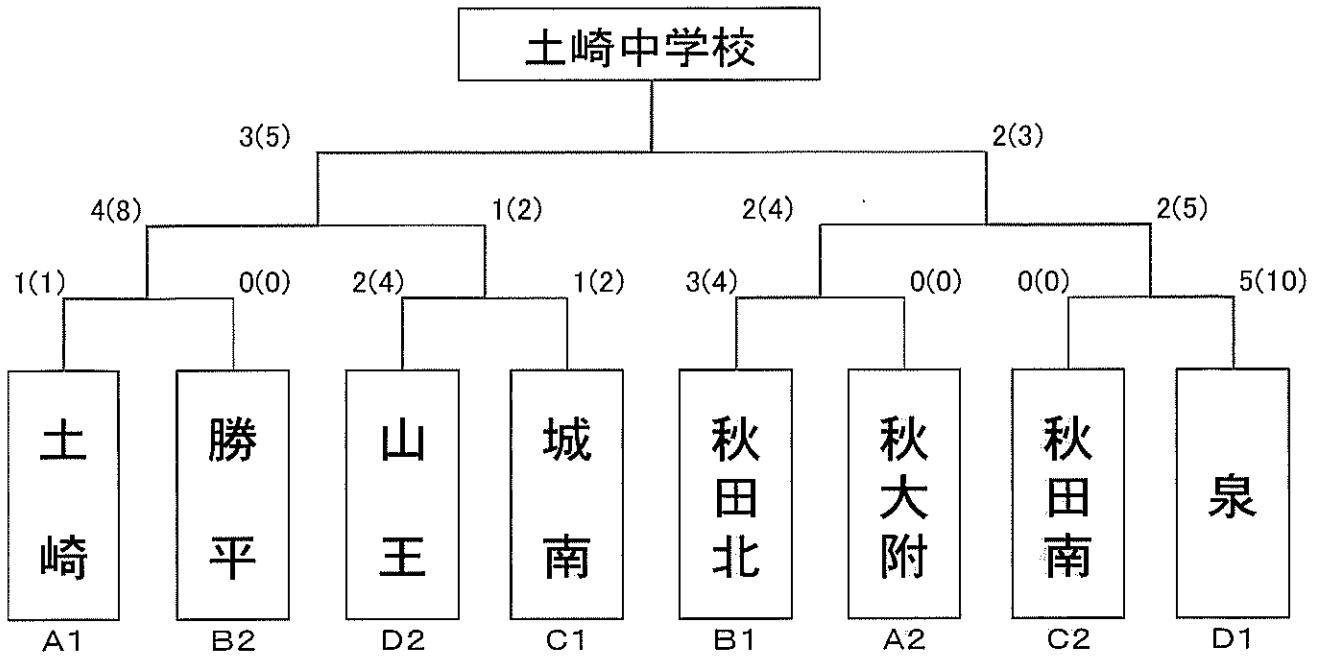 土崎中学校
3(5) 2(3)
4(8) 1(2) 2(4) 2(5)
1(1) 0(0) 2(4) 1(2) 3(4) 0(0) 0(0) 5(10)
土崎 勝平 山王 城南 秋田北 秋大附 秋田南 泉
A1 B2 D2 C1 B1 A2 C2 D1